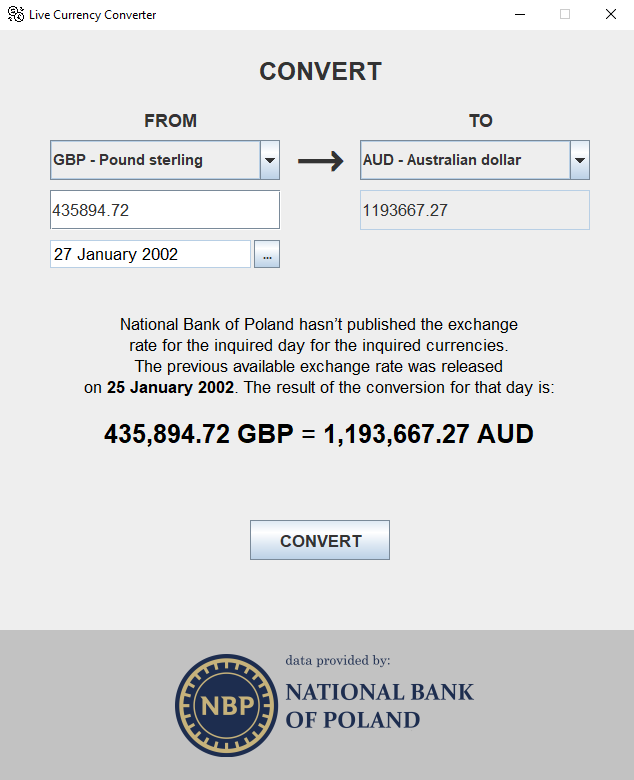 Live Currency Converter
CONVERT
FROM
TO
GBP - Pound sterling
AUD - Australian dollar
435894.72
1193667.27
27 January 2002
...
National Bank of Poland hasn’t published the exchange
rate for the inquired day for the inquired currencies.
The previous available exchange rate was released
on 25 January 2002. The result of the conversion for that day is:
435,894.72 GBP = 1,193,667.27 AUD
CONVERT
data provided by:
NBP
NATIONAL BANK
OF POLAND